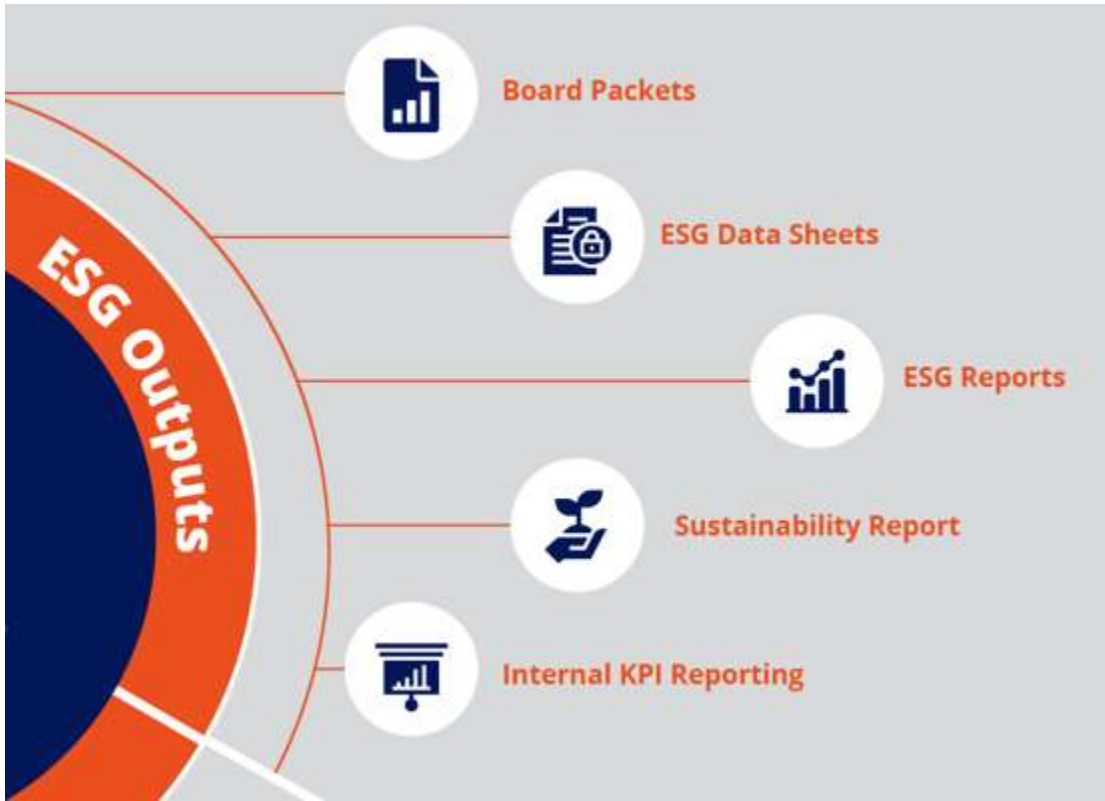 Board Packets
ESG Data Sheets
ESG Outputs
ESG Reports
Sustainability Report
Internal KPI Reporting